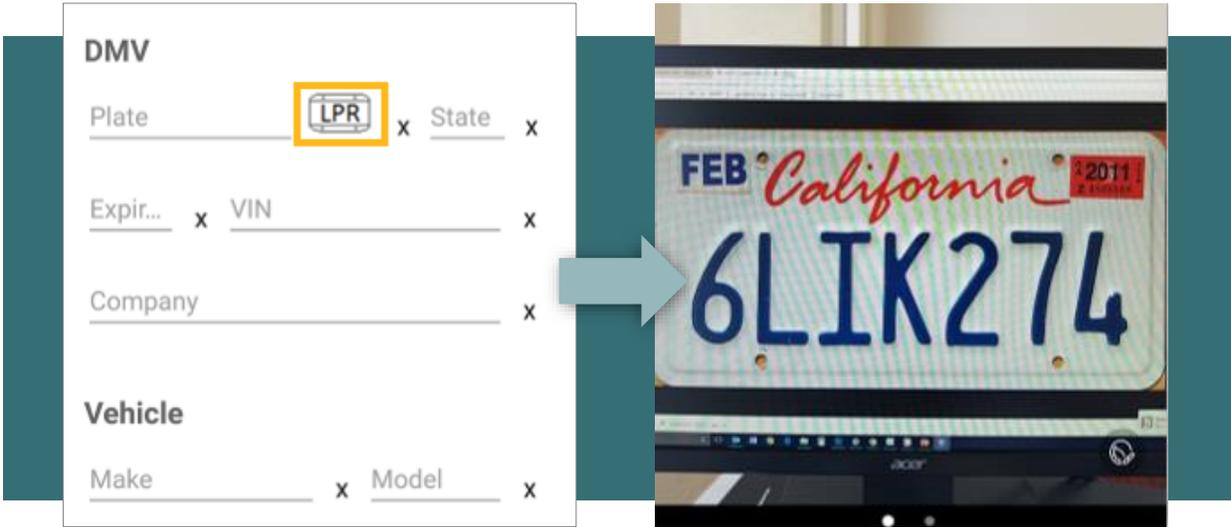 DMV
Plate LPR x State x
Expir... x VIN x
Company x
Vehicle
Make x Model x
FEB California 2011
6LIK274
acer